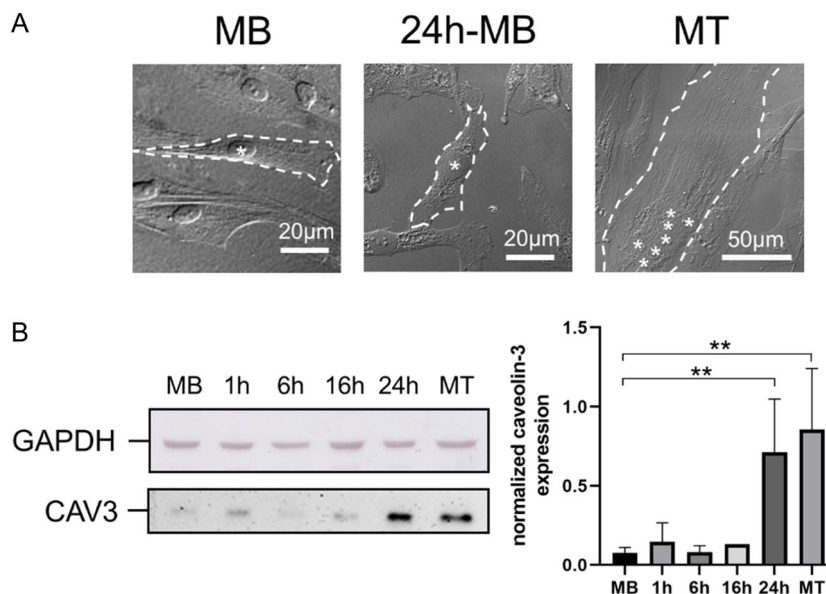 A
MB 24h-MB MT
* * * * * * * *
20µm 20µm 50µm
B
MB 1h 6h 16h 24h MT
GAPDH
CAV3
normalized caveolin-3
expression
1.5
1.0
0.5
0.0
**
**
MB 1h 6h 16h 24h MT